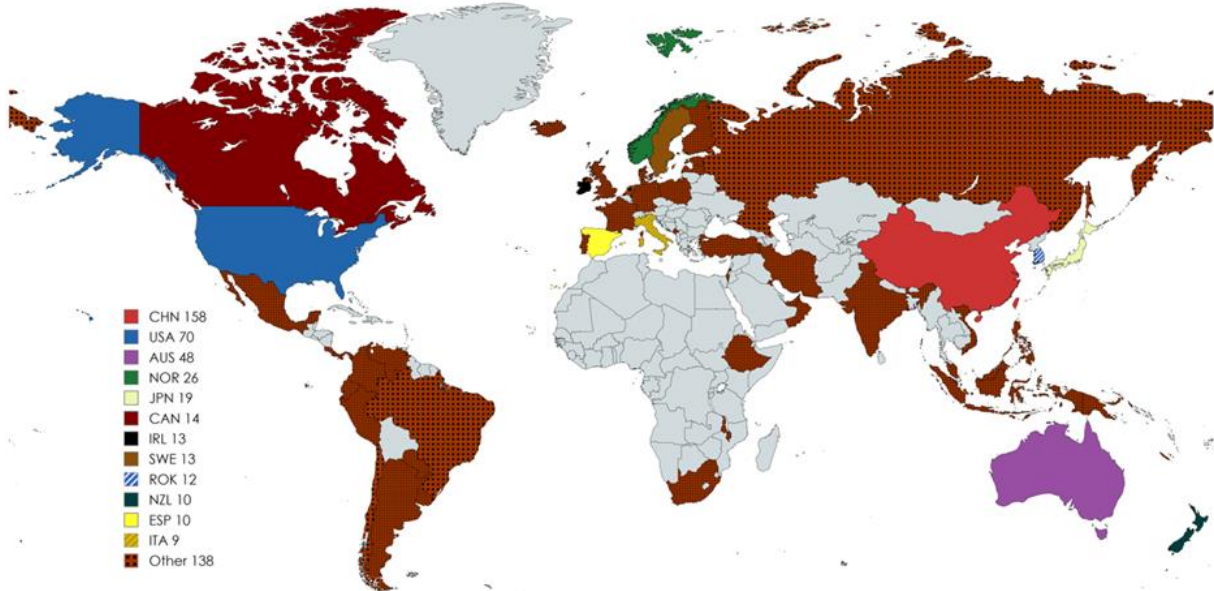 CHN 158
USA 70
AUS 48
NOR 26
JPN 19
CAN 14
IRL 13
SWE 13
ROK 12
NZL 10
ESP 10
ITA 9
Other 138